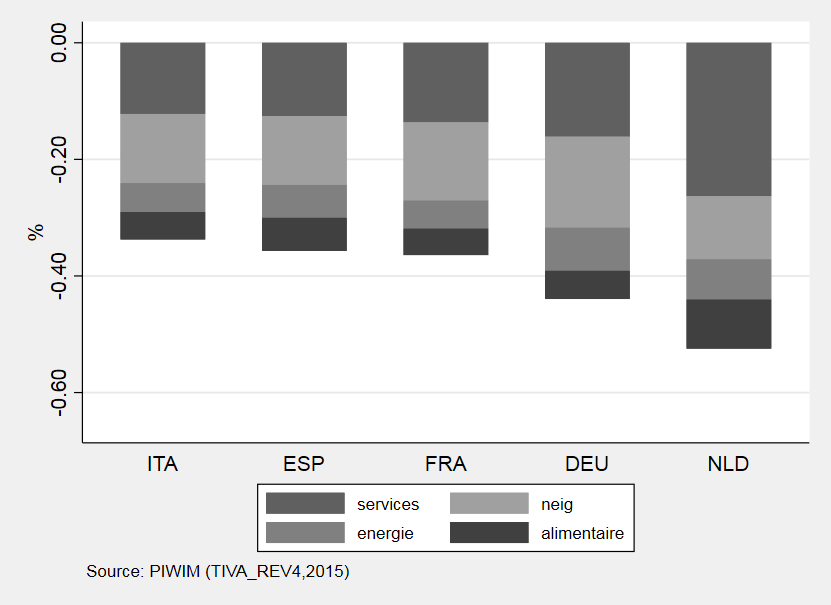 0.00
-0.20
-0.40
-0.60
%
ITA ESP FRA DEU NLD
services neig
energie alimentaire
Source: PIWIM (TIVA_REV4,2015)